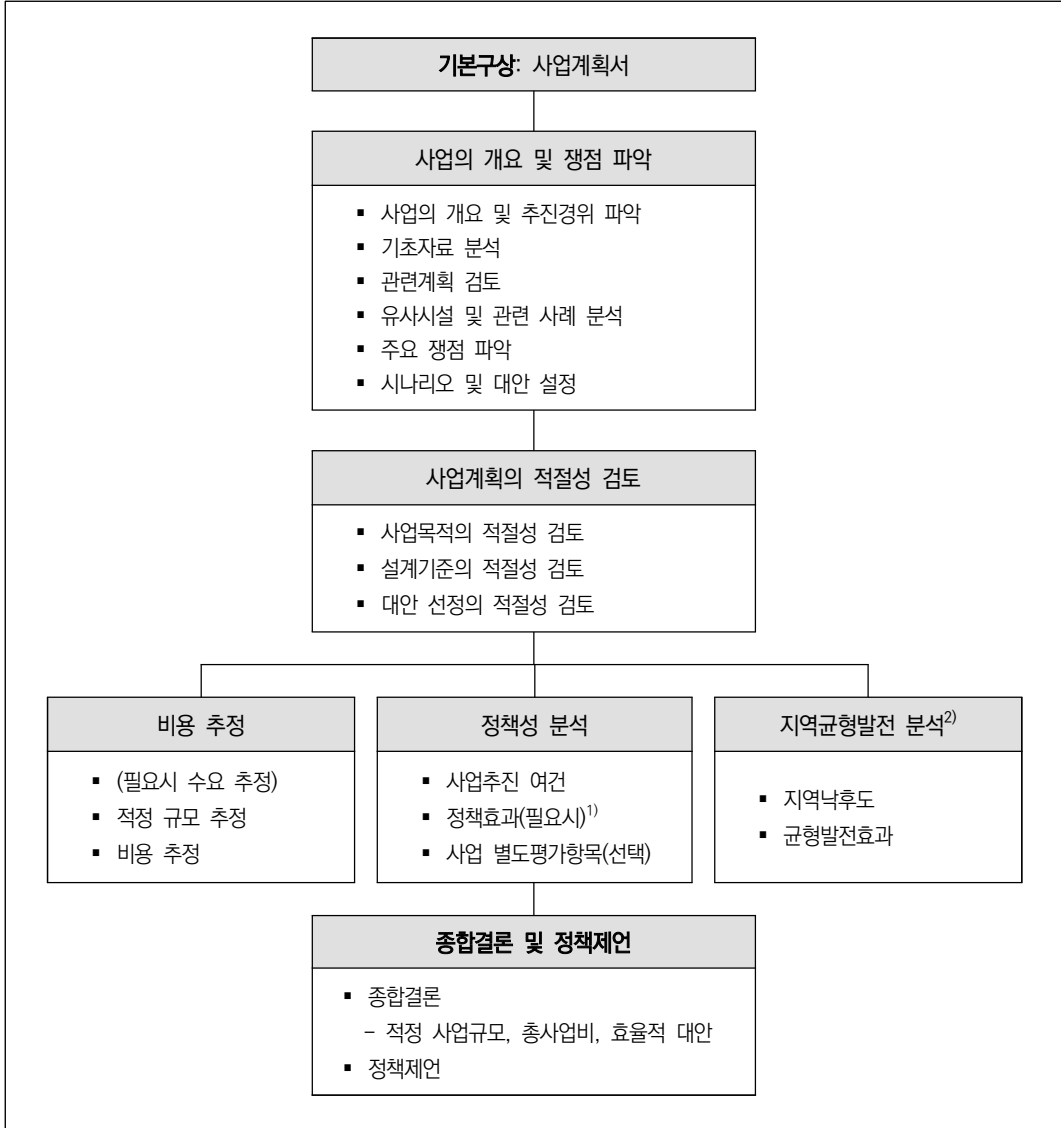 기본구상: 사업계획서
사업의 개요 및 쟁점 파악
▪ 사업의 개요 및 추진경위 파악
▪ 기초자료 분석
▪ 관련계획 검토
▪ 유사시설 및 관련 사례 분석
▪ 주요 쟁점 파악
▪ 시나리오 및 대안 설정
사업계획의 적절성 검토
▪ 사업목적의 적절성 검토
▪ 설계기준의 적절성 검토
▪ 대안 선정의 적절성 검토
비용 추정
▪ (필요시 수요 추정)
▪ 적정 규모 추정
▪ 비용 추정
정책성 분석
▪ 사업추진 여건
▪ 정책효과(필요시)1)
▪ 사업 별도평가항목(선택)
지역균형발전 분석2)
▪ 지역낙후도
▪ 균형발전효과
종합결론 및 정책제언
▪ 종합결론
– 적정 사업규모, 총사업비, 효율적 대안
▪ 정책제언